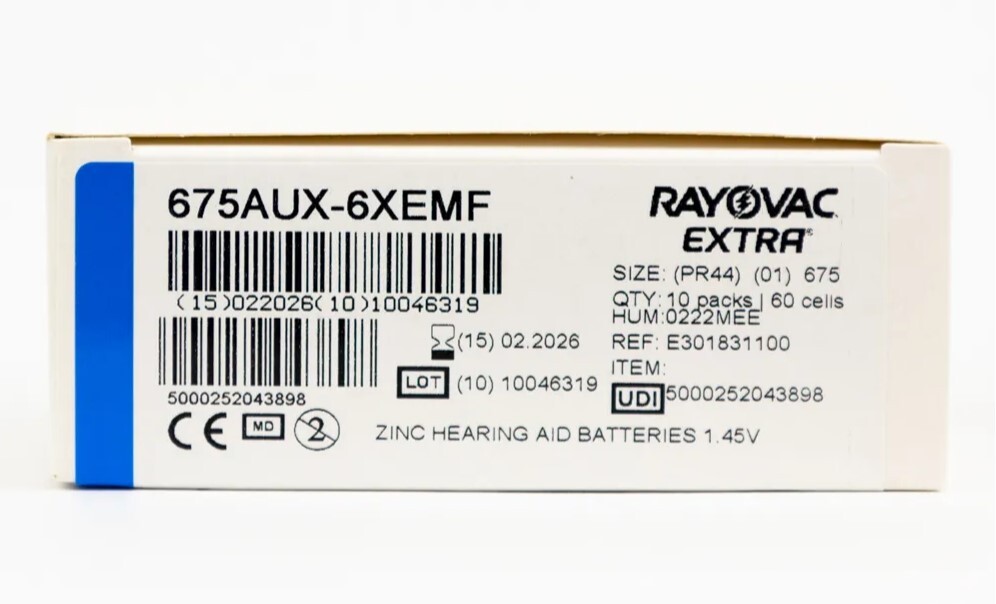 675AUX-6XEMF
(15)022026(10)10046319
5000252043898
(15) 02.2026
LOT (10) 10046319
CE MD 2
ZINC HEARING AID BATTERIES 1.45V
RAYOVAC
EXTRA®
SIZE: (PR44) (01) 675
QTY: 10 packs | 60 cells
HUM:0222MEE
REF: E301831100
ITEM:
UDI 5000252043898